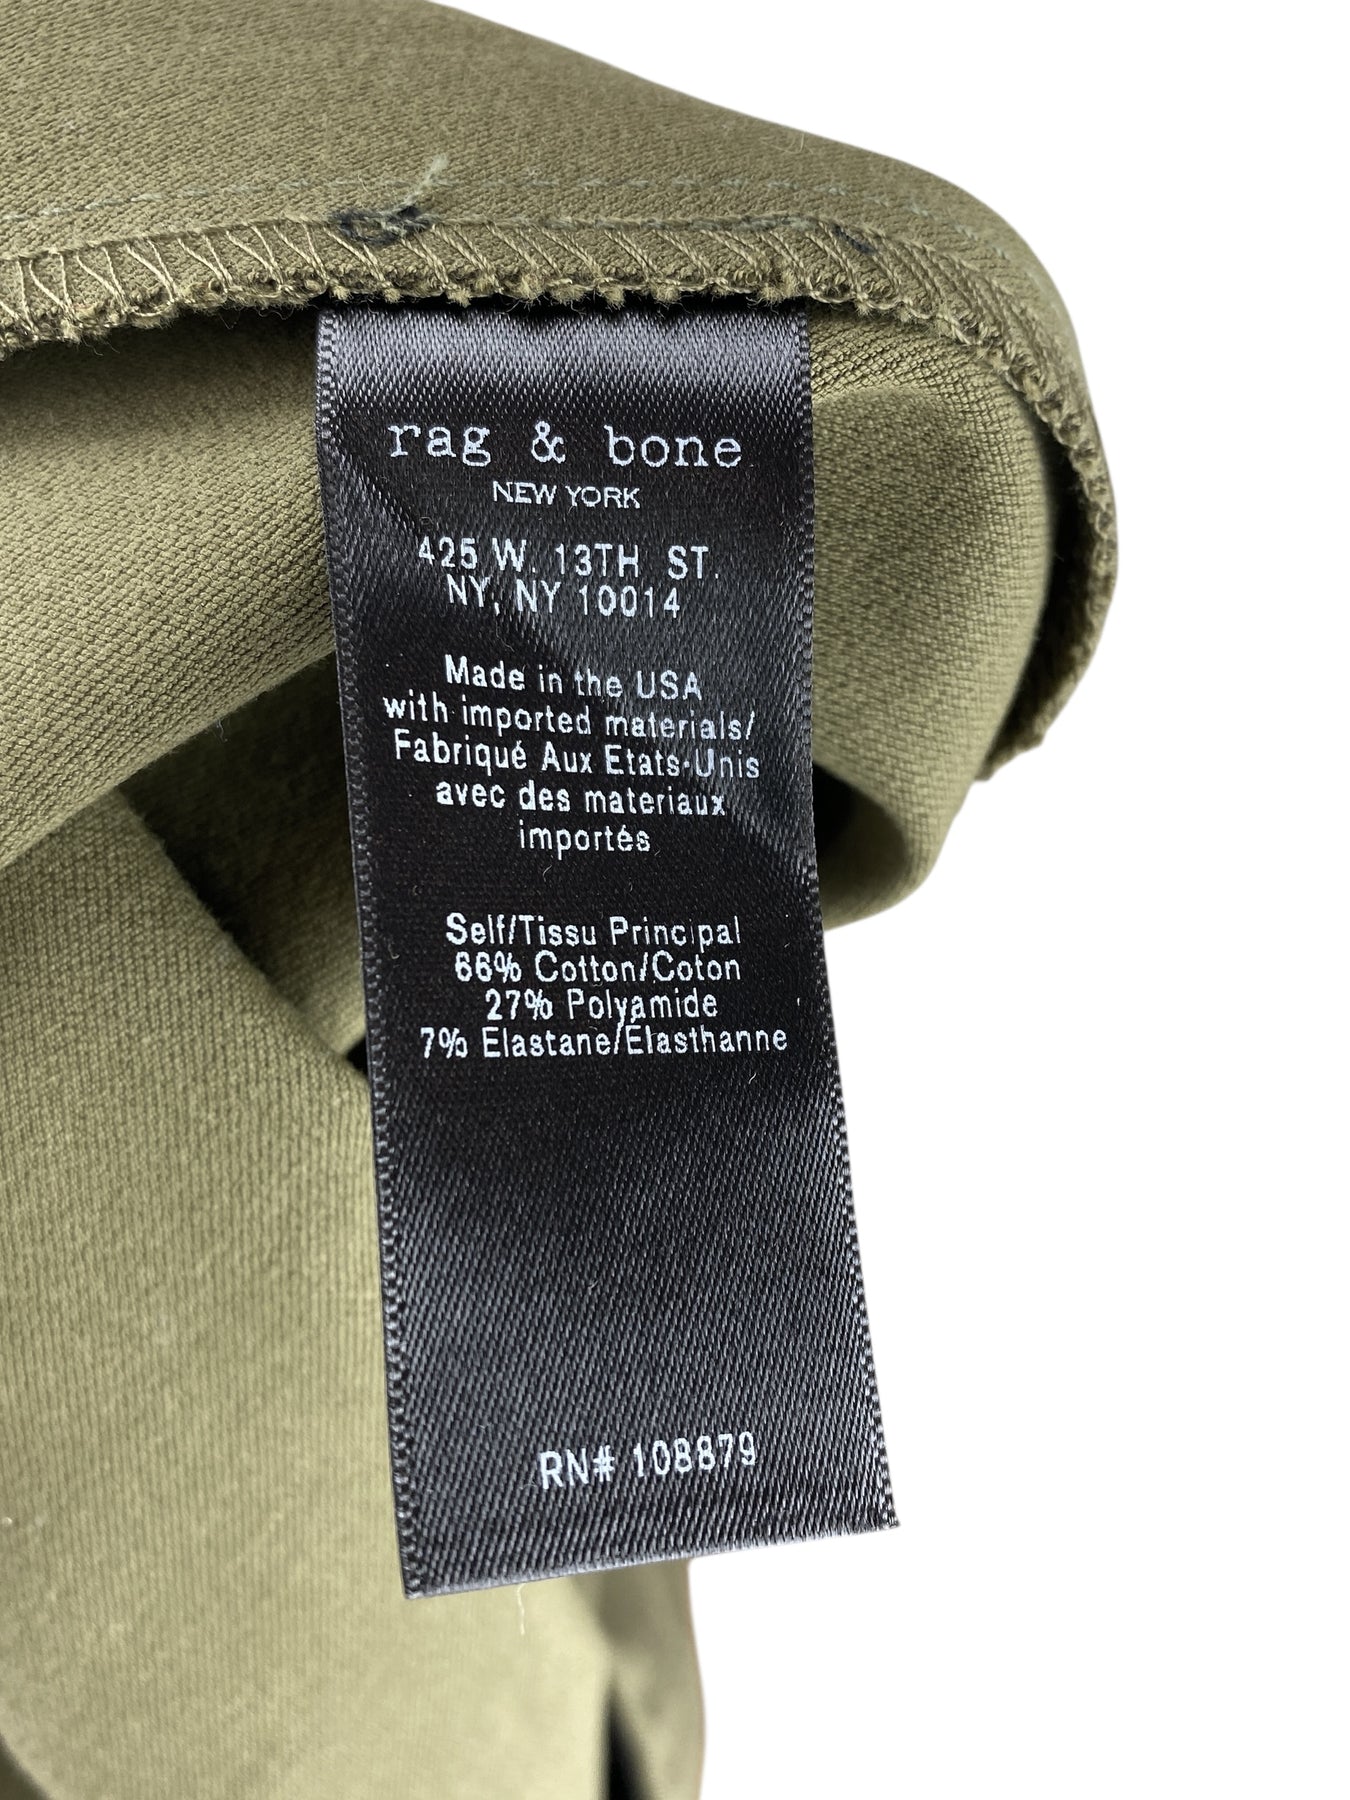 rag & bone
NEW YORK
425 W. 13TH ST.
NY, NY 10014
Made in the USA
with imported materials/
Fabriqué Aux Etats-Unis
avec des materiaux
importés
Self/Tissu Principal
66% Cotton/Coton
27% Polyamide
7% Elastane/Elasthanne
RN# 108879